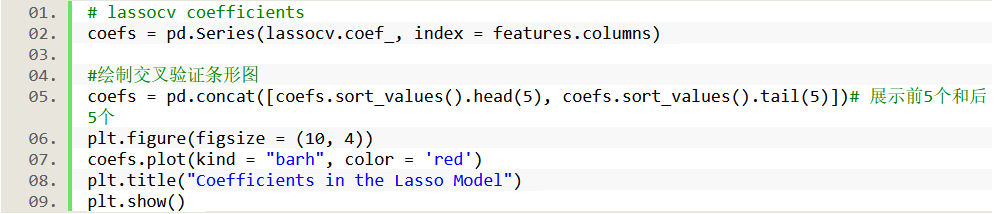 01. # lassocv coefficients
02. coefs = pd.Series(lassocv.coef_, index = features.columns)
03.
04. #绘制交叉验证条形图
05. coefs = pd.concat([coefs.sort_values().head(5), coefs.sort_values().tail(5)])# 展示前5个和后
5个
06. plt.figure(figsize = (10, 4))
07. coefs.plot(kind = "barh", color = 'red')
08. plt.title("Coefficients in the Lasso Model")
09. plt.show()